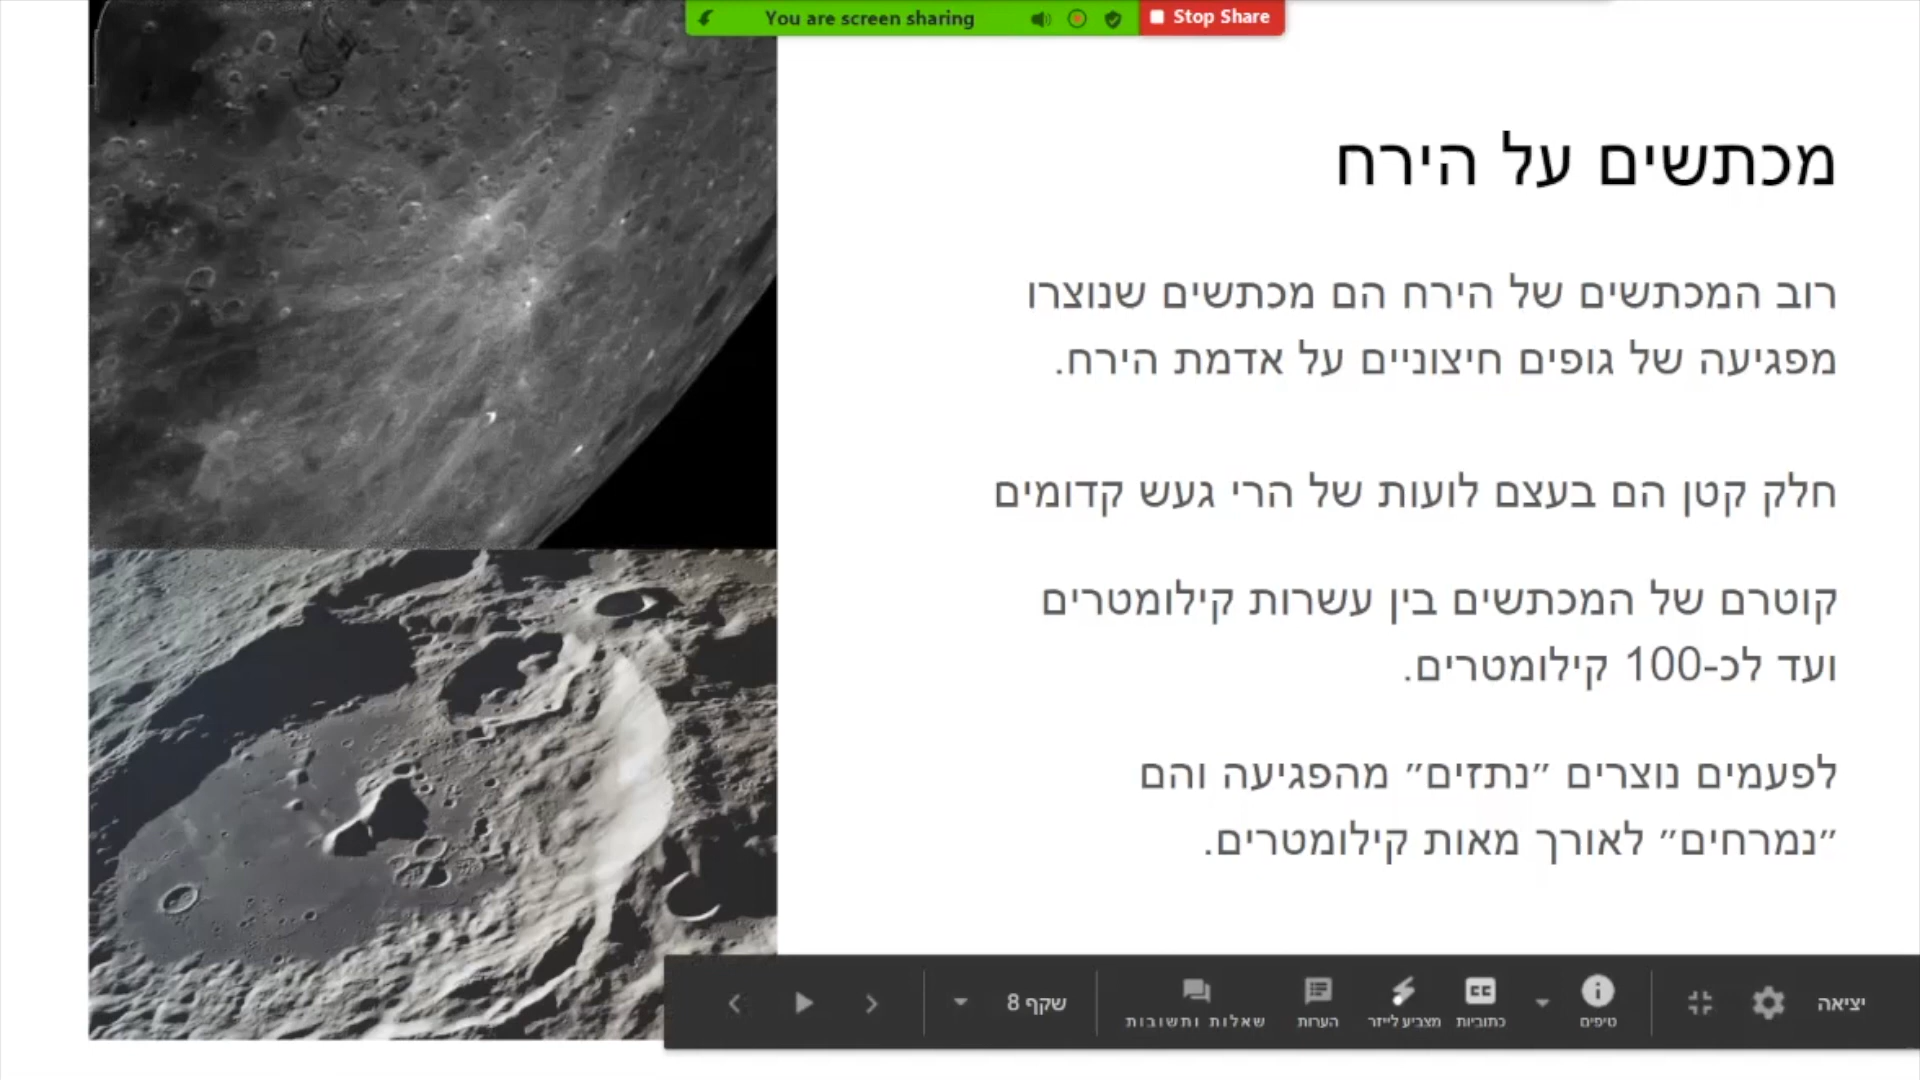 You are screen sharing
Stop Share
מכתשים על הירח
רוב המכתשים של הירח הם מכתשים שנוצרו
מפגיעה של גופים חיצוניים על אדמת הירח.
חלק קטן הם בעצם לועות של הרי געש קדומים
קוטרם של המכתשים בין עשרות קילומטרים
ועד לכ-100 קילומטרים.
לפעמים נוצרים ״נתזים״ מהפגיעה והם
״נמרחים״ לאורך מאות קילומטרים.
יציאה
טיפים
כתוביות
מצביע לייזר
הערות
שאלות ותשובות
שקף 8